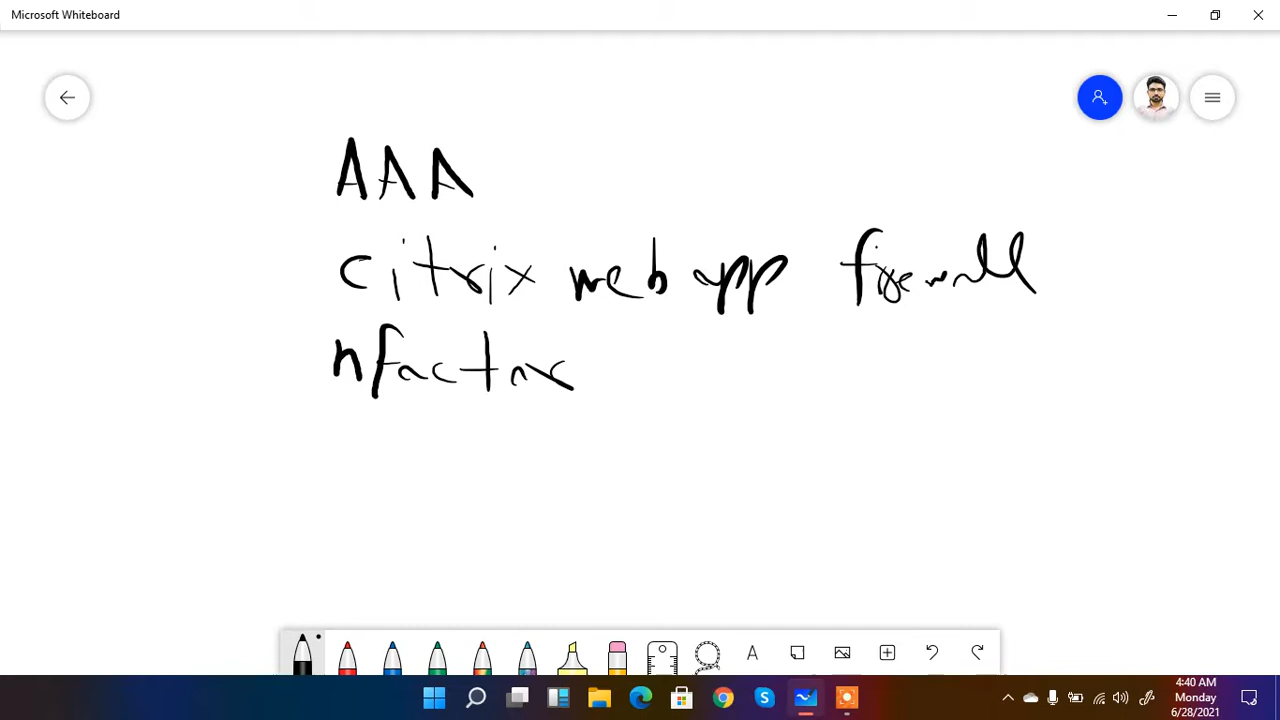 Microsoft Whiteboard
AAA
citrix web app firewall
nfactor
A
4:40 AM
Monday
6/28/2021